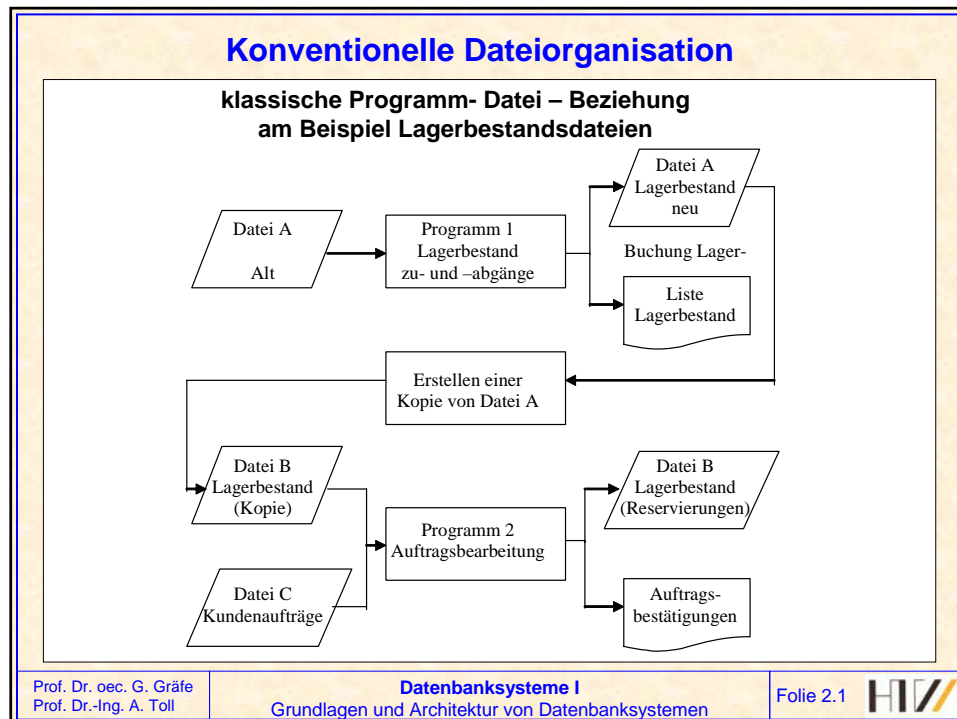 Konventionelle Dateiorganisation
klassische Programm- Datei – Beziehung
am Beispiel Lagerbestandsdateien
Datei A
Alt
Programm 1
Lagerbestand
zu- und –abgänge
Datei A
Lagerbestand
neu
Buchung Lager-
Liste
Lagerbestand
Erstellen einer
Kopie von Datei A
Datei B
Lagerbestand
(Kopie)
Datei C
Kundenaufträge
Programm 2
Auftragsbearbeitung
Datei B
Lagerbestand
(Reservierungen)
Auftrags-
bestätigungen
Prof. Dr. oec. G. Gräfe
Prof. Dr.-Ing. A. Toll
Datenbanksysteme I
Grundlagen und Architektur von Datenbanksystemen
Folie 2.1
HTW